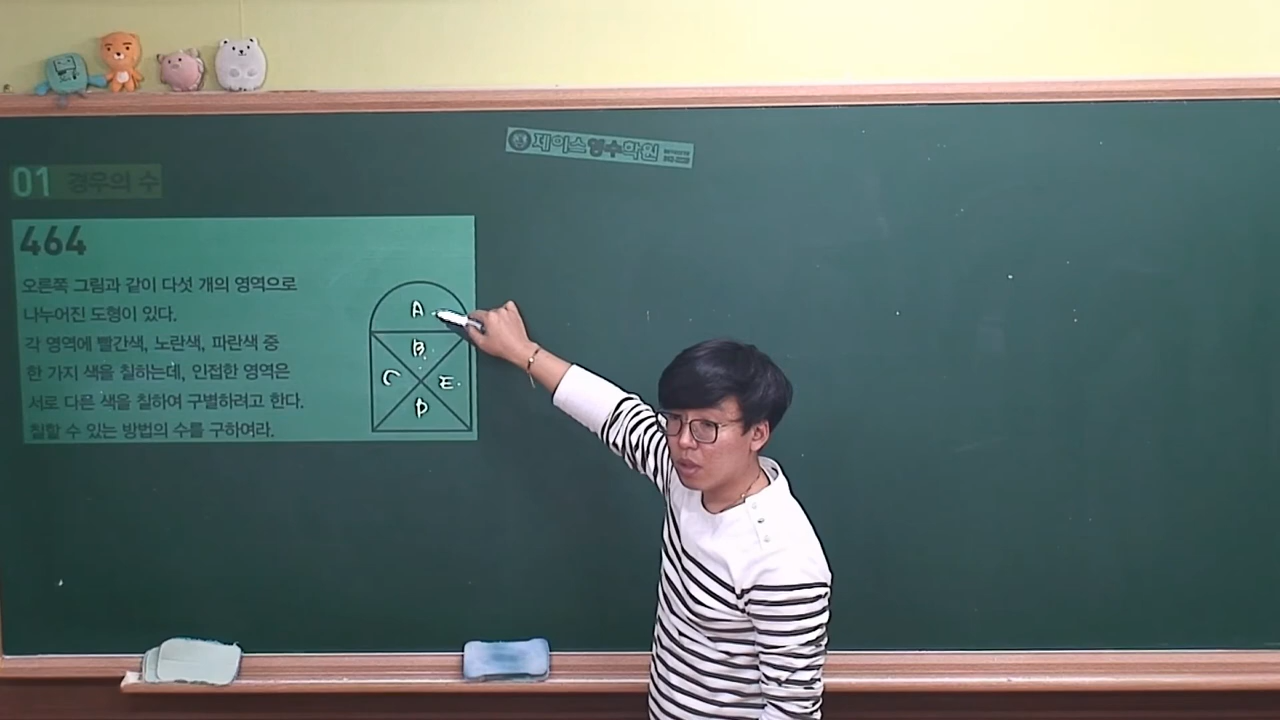 제이스영수학원
01 경우의 수
464
오른쪽 그림과 같이 다섯 개의 영역으로
나누어진 도형이 있다.
각 영역에 빨간색, 노란색, 파란색 중
한 가지 색을 칠하는데, 인접한 영역은
서로 다른 색을 칠하여 구별하려고 한다.
칠할 수 있는 방법의 수를 구하여라.
A
B
C E
D